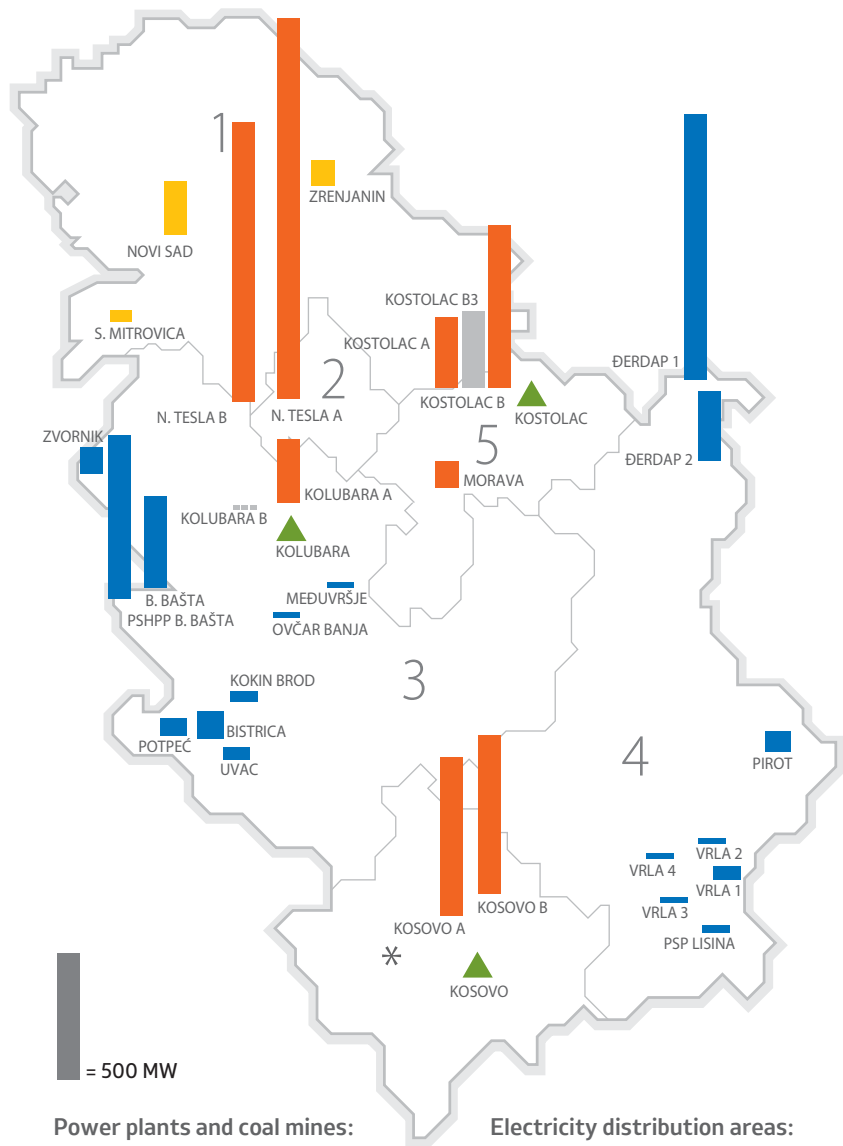 1
ZRENJANIN
NOVI SAD
KOSTOLAC B3
S. MITROVICA
KOSTOLAC A
ĐERDAP 1
2
N. TESLA B
N. TESLA A
KOSTOLAC B
KOSTOLAC
ZVORNIK
5
ĐERDAP 2
MORAVA
KOLUBARA A
KOLUBARA B
KOLUBARA
B. BAŠTA
MEĐUVRŠJE
PSHPP B. BAŠTA
OVČAR BANJA
KOKIN BROD
3
POTPEĆ
BISTRICA
UVAC
4
PIROT
VRLA 2
VRLA 4
VRLA 1
KOSOVO B
VRLA 3
KOSOVO A
PSP LISINA
*
KOSOVO
= 500 MW
Power plants and coal mines:
Electricity distribution areas: